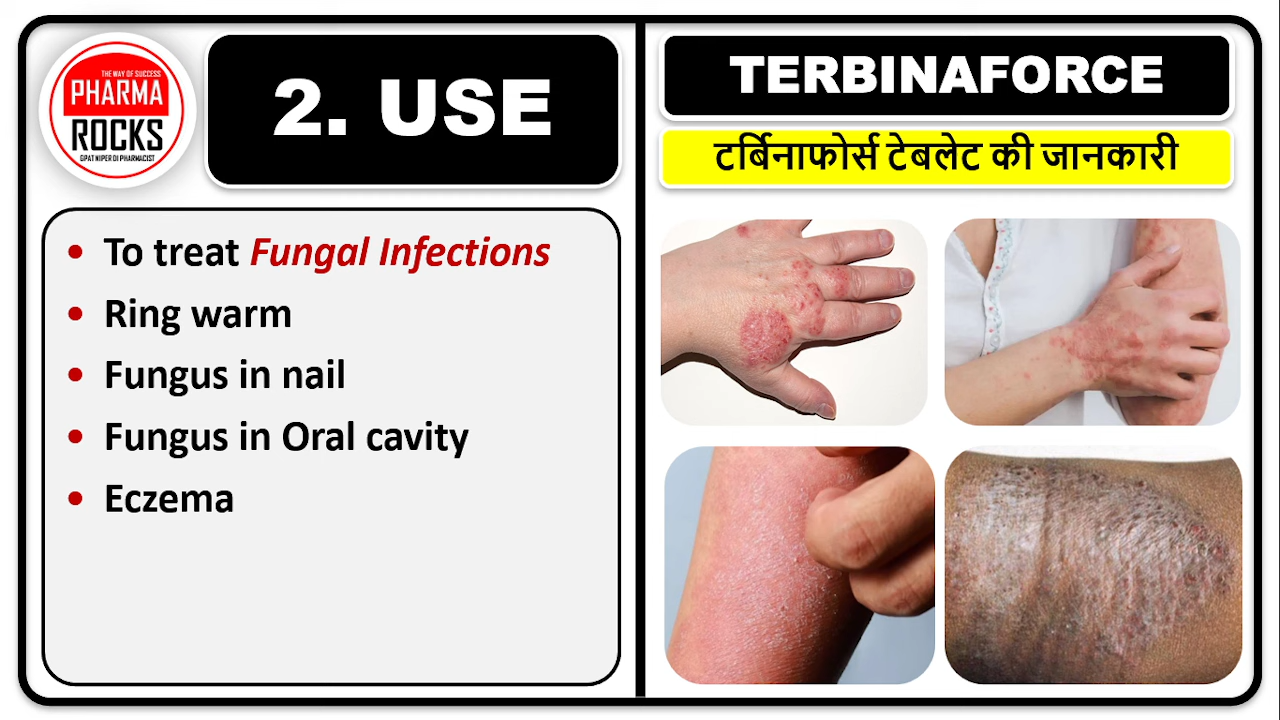 THE WAY OF SUCCESS
PHARMA
ROCKS
GPAT NIPER DI PHARMACIST
2. USE
• To treat Fungal Infections
• Ring warm
• Fungus in nail
• Fungus in Oral cavity
• Eczema
TERBINAFORCE
टर्बिनाफोर्स टेबलेट की जानकारी